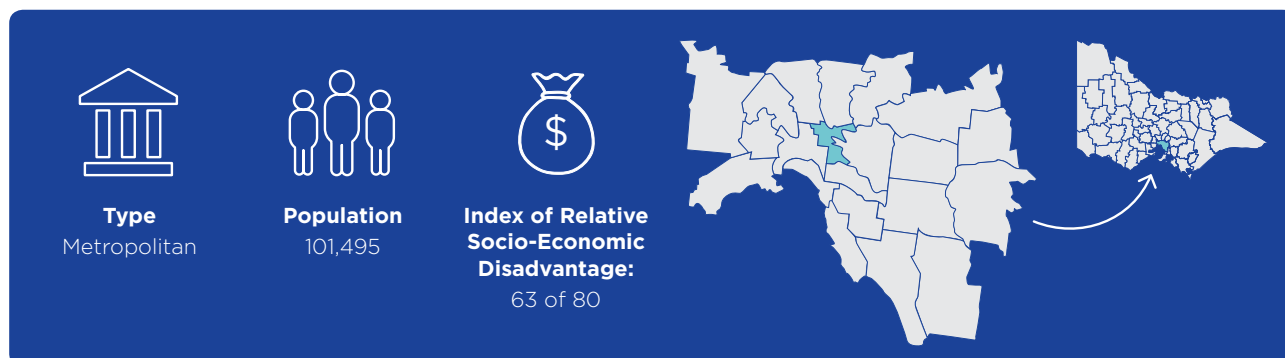 $
Type
Metropolitan
Population
101,495
Index of Relative
Socio-Economic
Disadvantage:
63 of 80